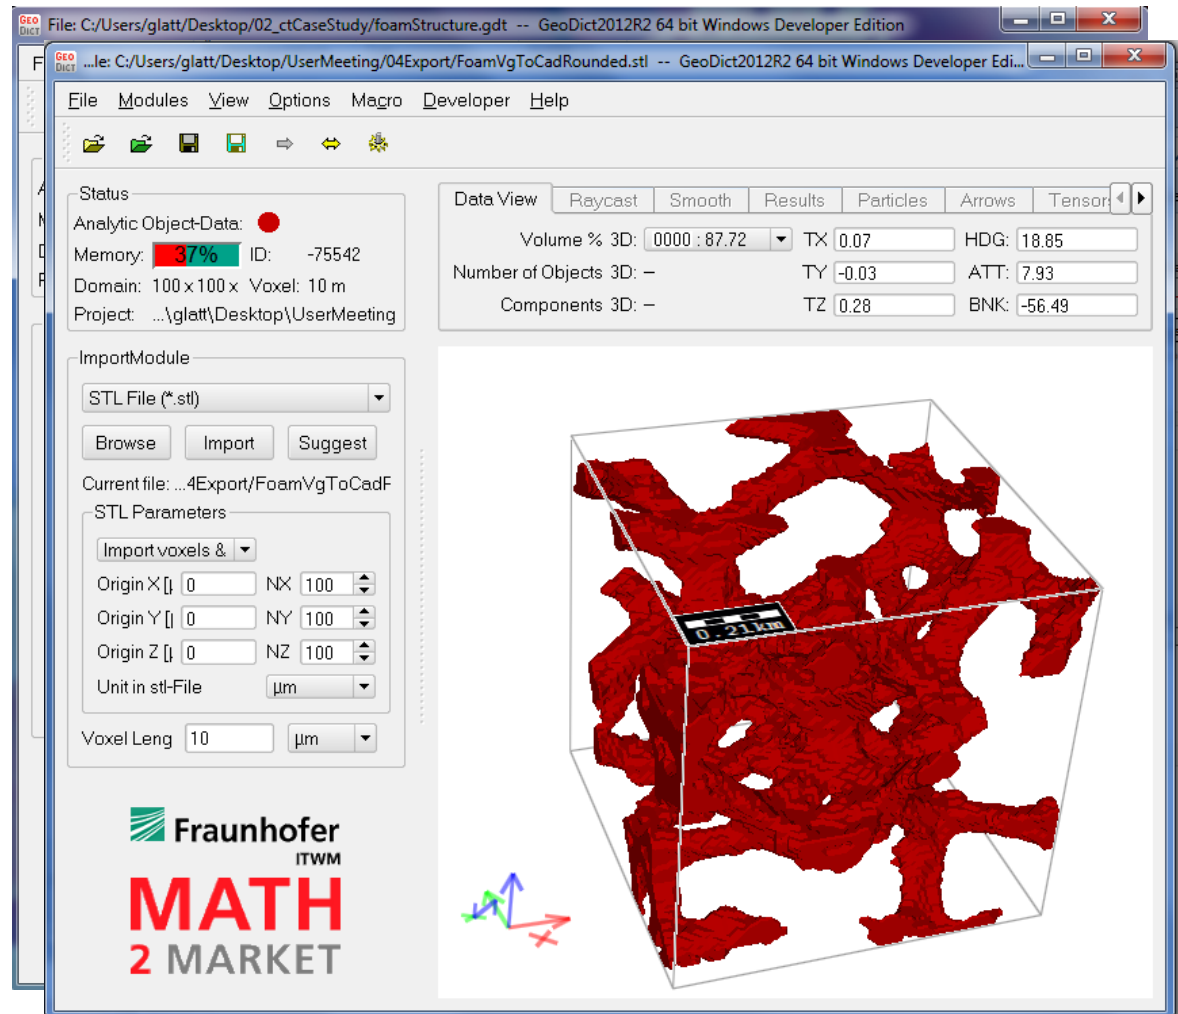 GEO DICT File: C:/Users/glatt/Desktop/02_ctCaseStudy/foamStructure.gdt -- GeoDict2012R2 64 bit Windows Developer Edition
GEO DICT ...le: C:/Users/glatt/Desktop/UserMeeting/04Export/FoamVgToCadRounded.stl -- GeoDict2012R2 64 bit Windows Developer Edi...
File Modules View Options Macro Developer Help
Status
Analytic Object-Data:
Memory: 37% ID: -75542
Domain: 100 x 100 x Voxel: 10 m
Project: ...\glatt\Desktop\UserMeeting
Data View Raycast Smooth Results Particles Arrows Tensor
Volume % 3D: 0000 : 87.72 TX 0.07 HDG: 18.85
Number of Objects 3D: – TY -0.03 ATT: 7.93
Components 3D: – TZ 0.28 BNK: -56.49
ImportModule
STL File (*.stl)
Browse Import Suggest
Current file: ...4Export/FoamVgToCadF
STL Parameters
Import voxels &
Origin X [ 0 NX 100
Origin Y [ 0 NY 100
Origin Z [ 0 NZ 100
Unit in stl-File µm
Voxel Leng 10 µm
0.21km
X
Fraunhofer
ITWM
MATH
2 MARKET